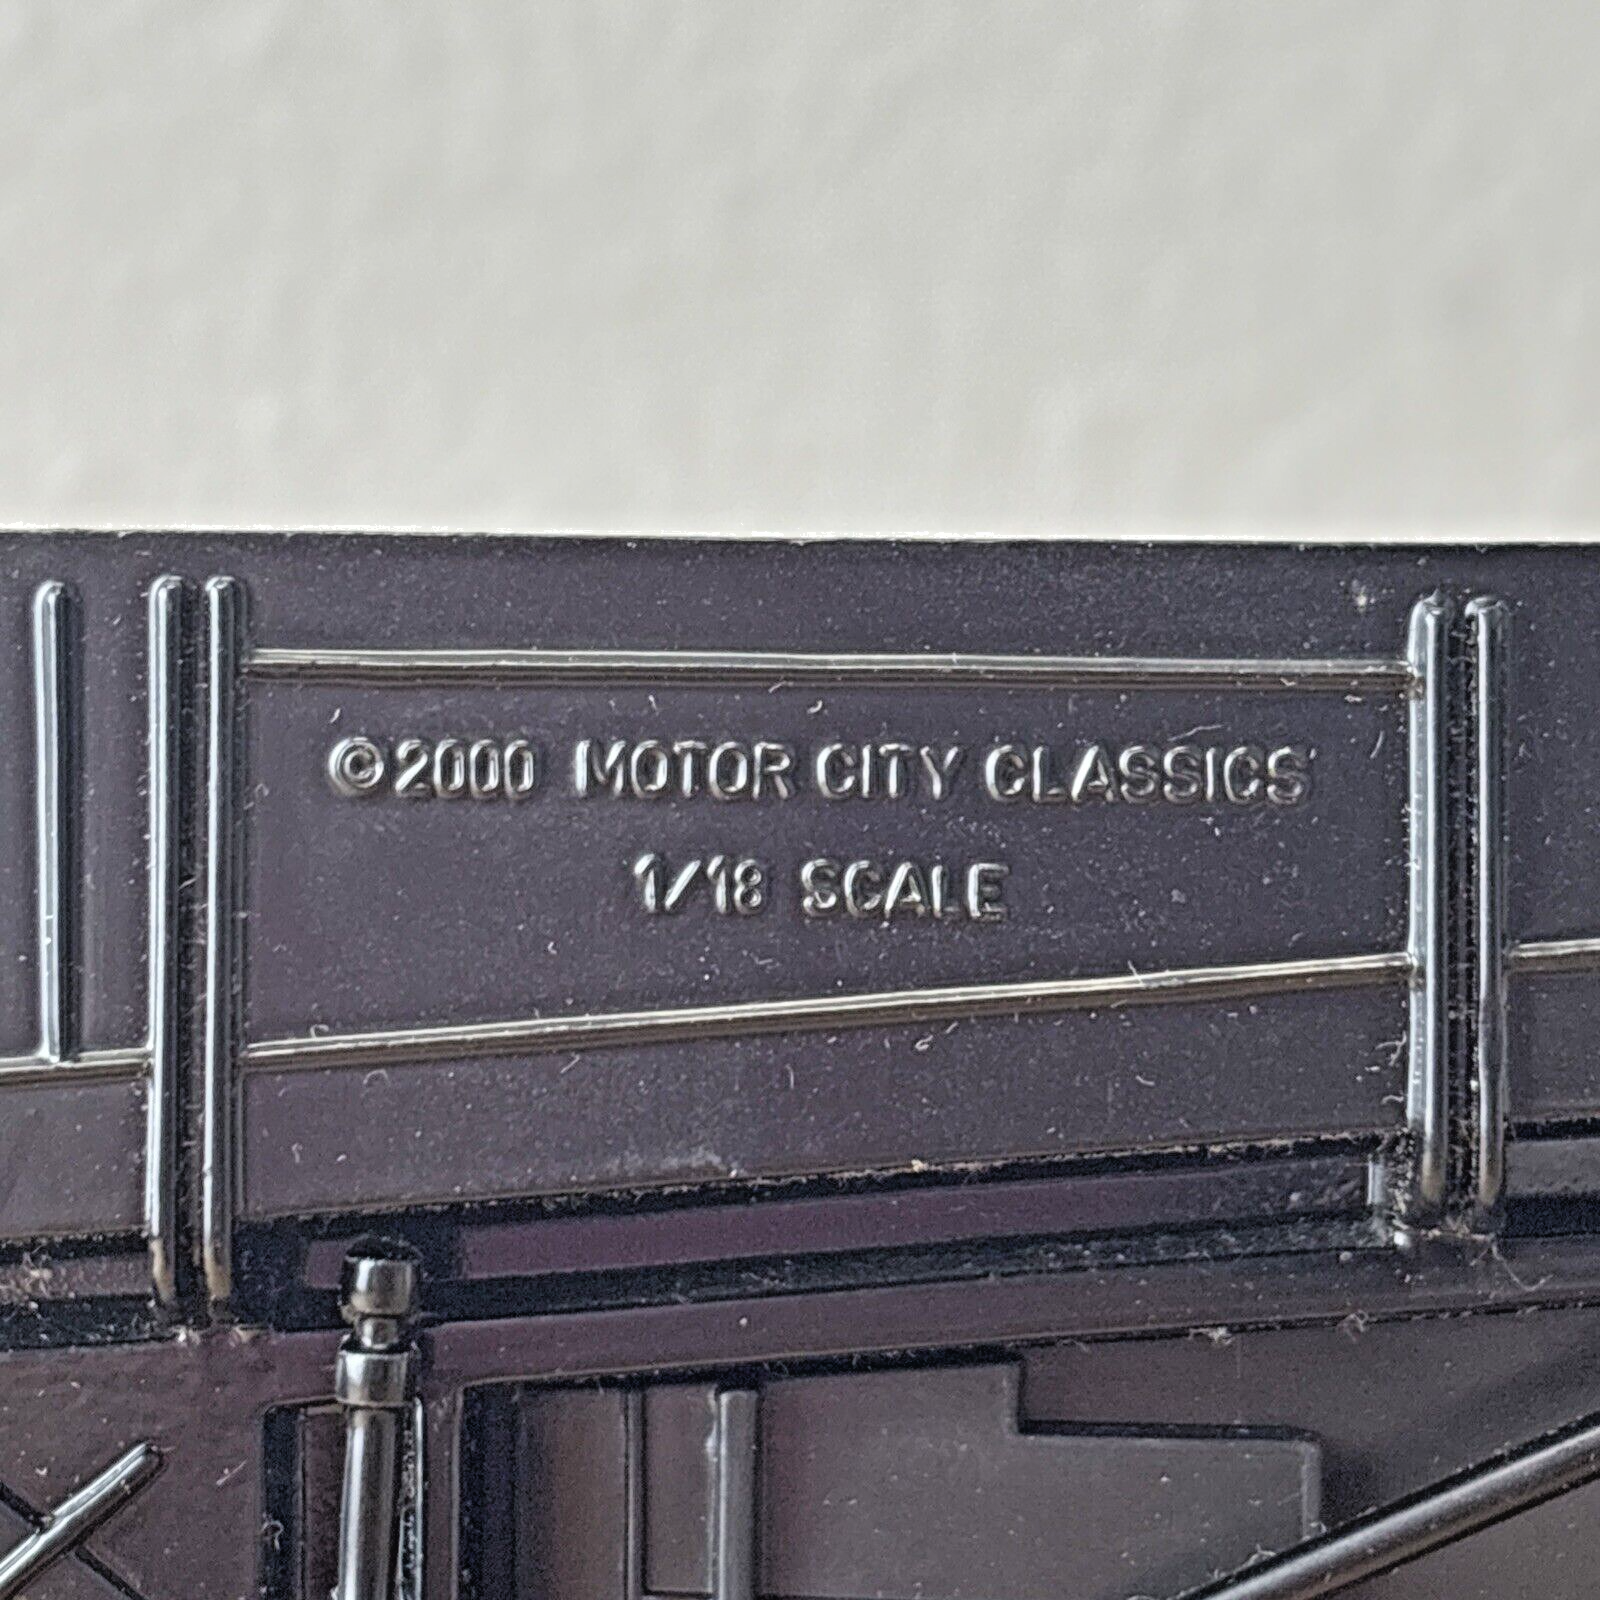 ©2000 MOTOR CITY CLASSICS
1/18 SCALE